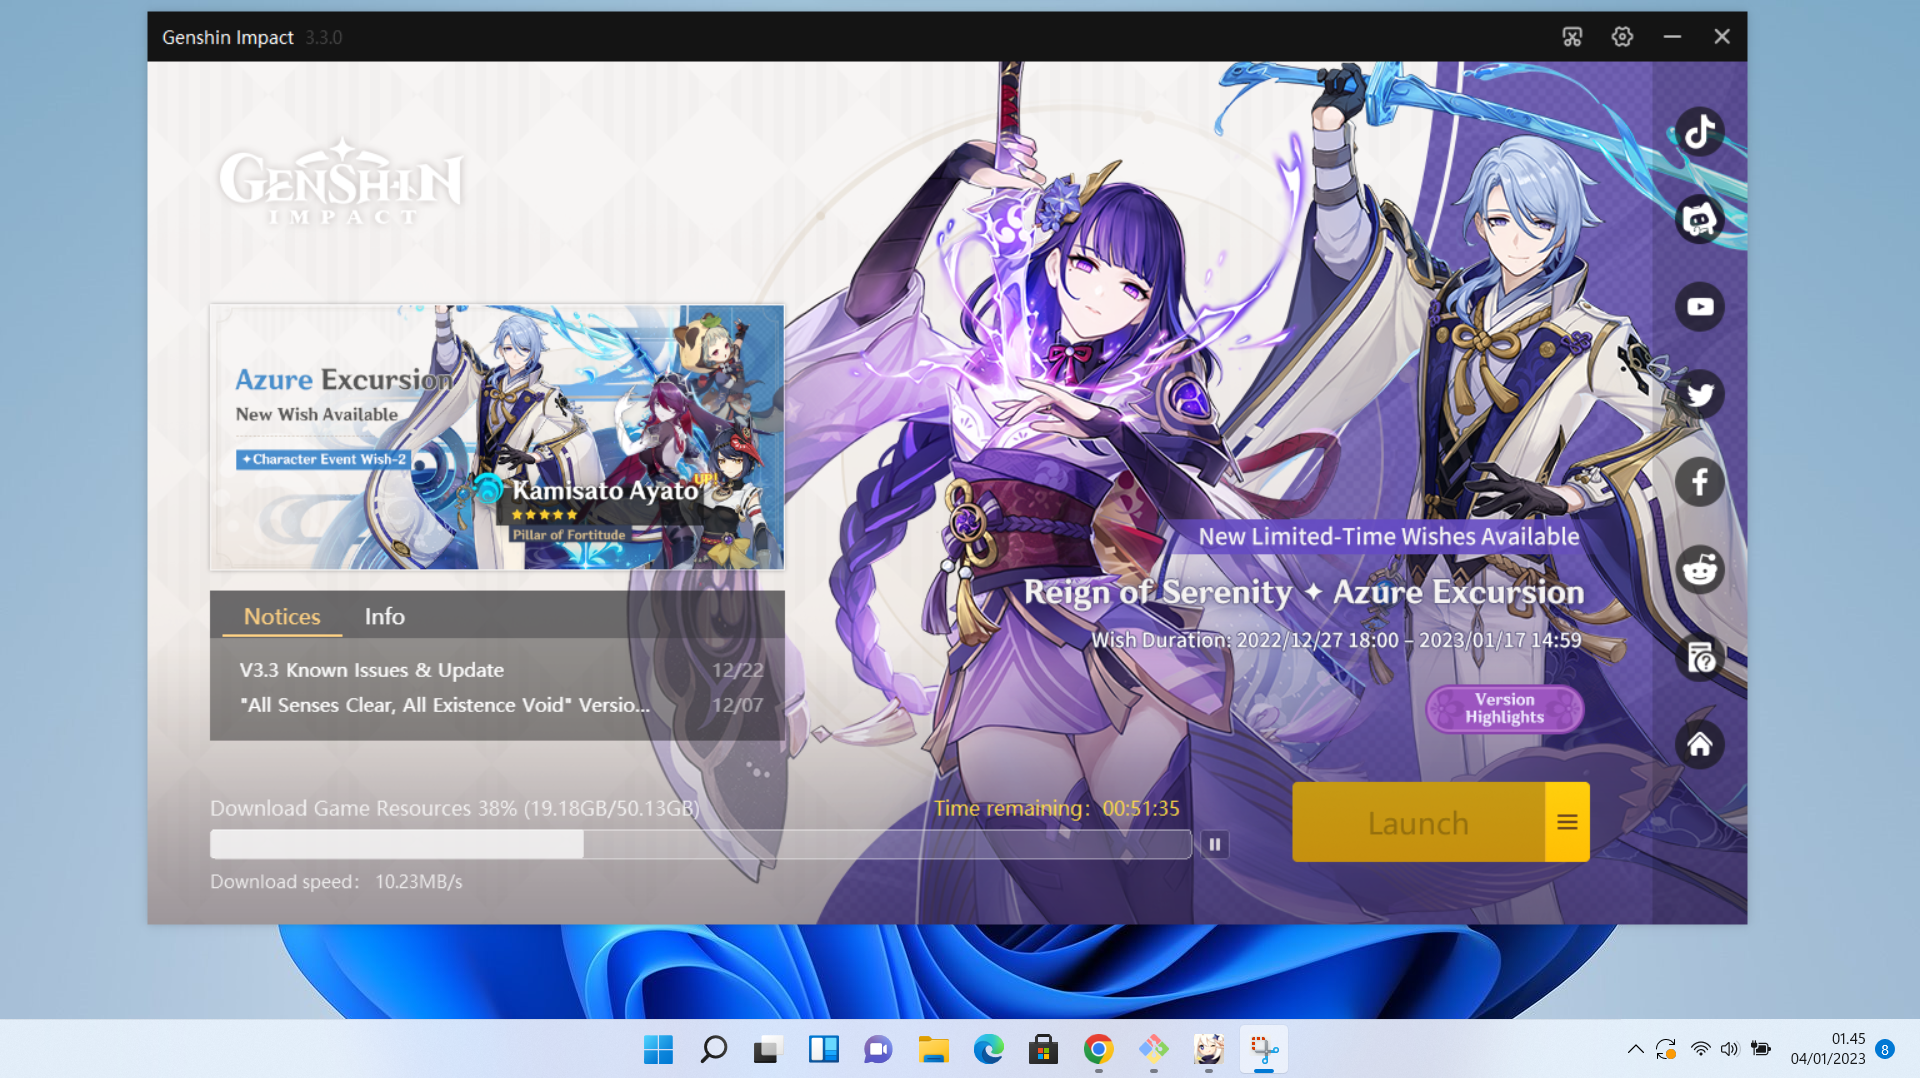 Genshin Impact 3.3.0
GENSHIN
IMPACT
Azure Excursion
New Wish Available
✦Character Event Wish-2
UP!
Kamisato Ayato
★★★★★
Pillar of Fortitude
Notices Info
V3.3 Known Issues & Update 12/22
"All Senses Clear, All Existence Void" Versio... 12/07
New Limited-Time Wishes Available
Reign of Serenity ✦ Azure Excursion
Wish Duration: 2022/12/27 18:00 – 2023/01/17 14:59
Version
Highlights
Download Game Resources 38% (19.18GB/50.13GB) Time remaining: 00:51:35
Launch
Download speed: 10.23MB/s
01.45
04/01/2023
8